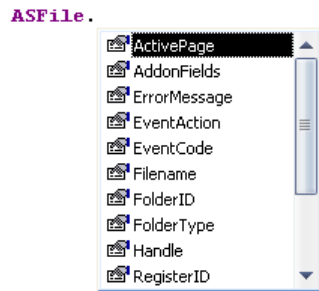 ASFile.
ActivePage
AddonFields
ErrorMessage
EventAction
EventCode
Filename
FolderID
FolderType
Handle
RegisterID